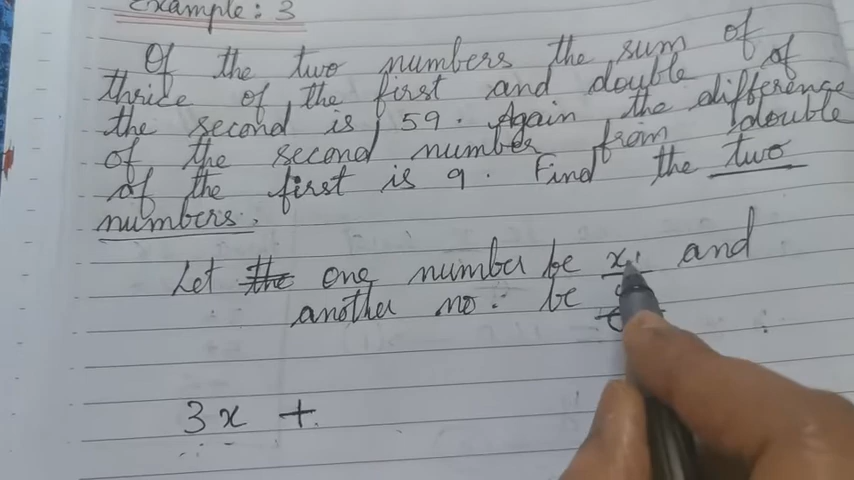 Example: 3
Of the two numbers the sum of
thrice of the first and double of
the second is 59. Again the difference
of the second number from double
of the first is 9. Find the two
numbers.
Let the one number be x and
another no. be
3x +